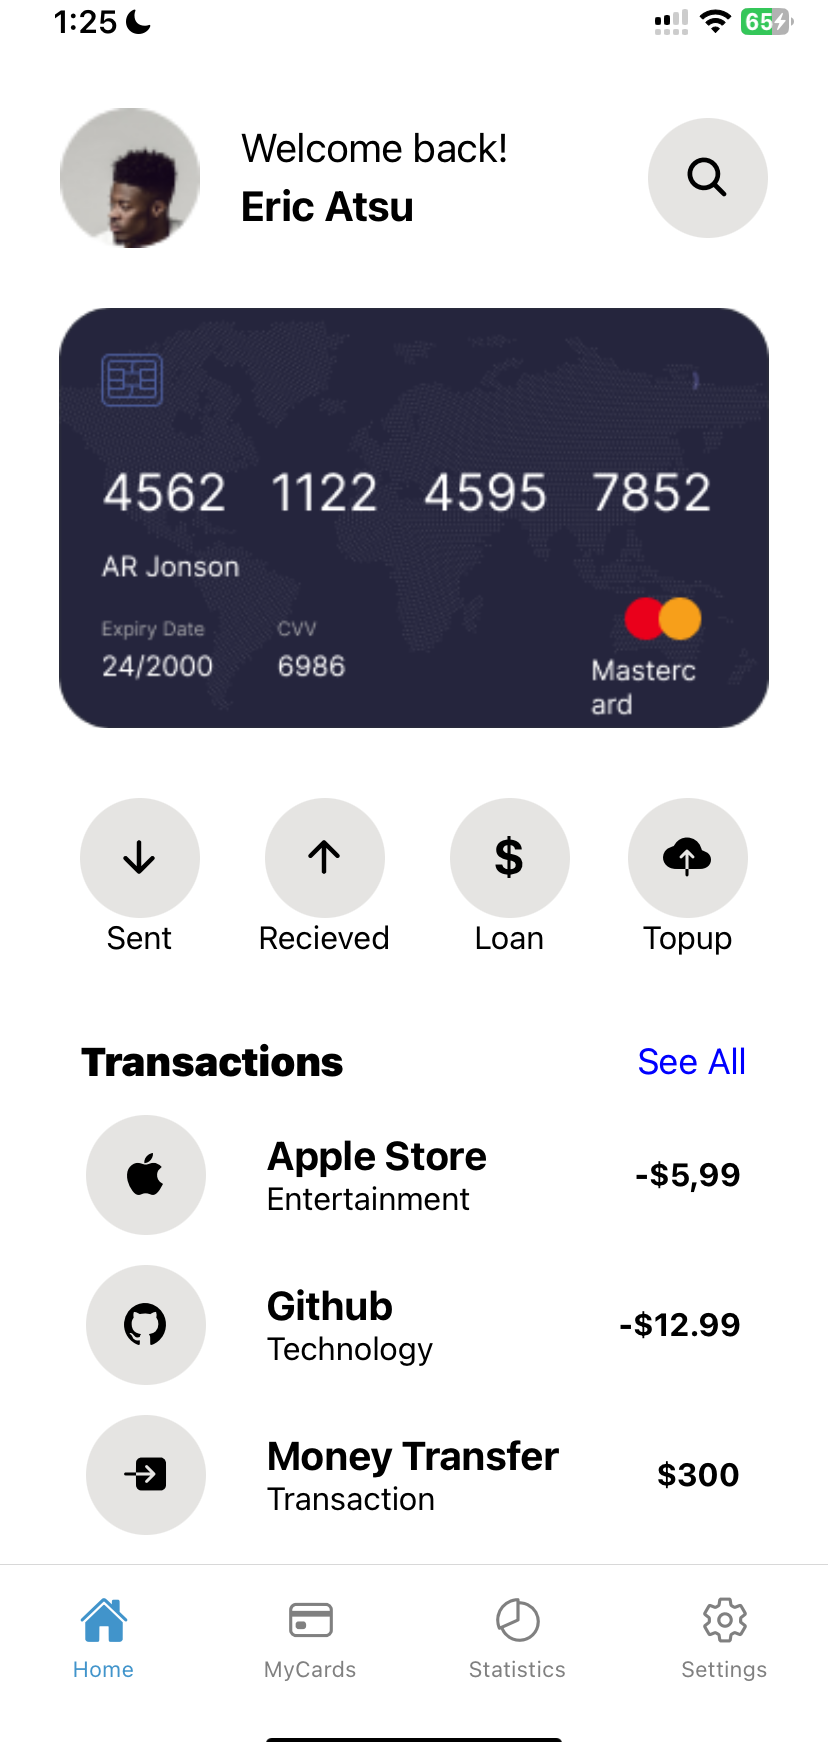 1:25
65
Welcome back!
Eric Atsu
4562 1122 4595 7852
AR Jonson
Expiry Date CVV
24/2000 6986
Masterc
ard
Sent Recieved Loan Topup
Transactions See All
Apple Store
Entertainment
-$5,99
Github
Technology
-$12.99
Money Transfer
Transaction
$300
Home MyCards Statistics Settings